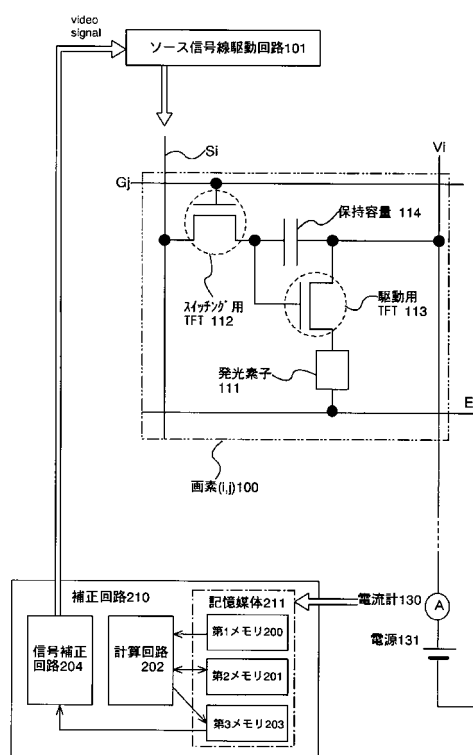 video
signal
ソース信号線駆動回路101
Si
Vi
Gj
保持容量 114
スイッチング用
TFT 112
駆動用
TFT 113
発光素子
111
E
画素(i,j)100
補正回路210
記憶媒体211
電流計130
A
電源131
信号補正
回路204
計算回路
202
第1メモリ200
第2メモリ201
第3メモリ203